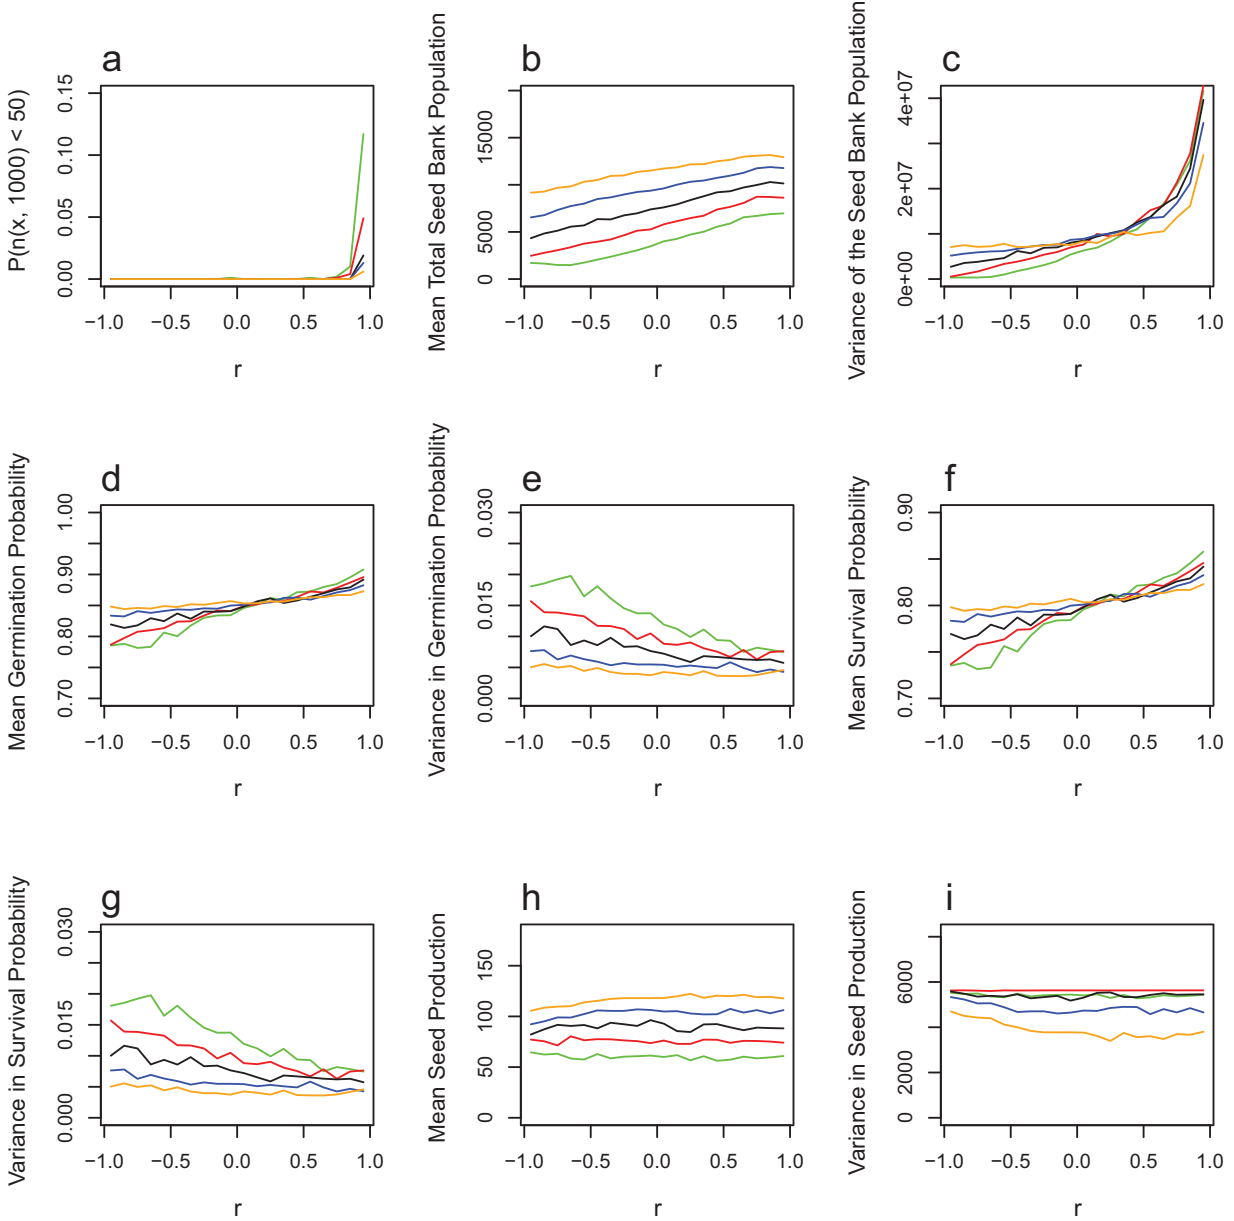 a
P(n(x, 1000) < 50)
0.15
0.10
0.05
0.00
−1.0 −0.5 0.0 0.5 1.0
r
b
Mean Total Seed Bank Population
15000
5000
0
−1.0 −0.5 0.0 0.5 1.0
r
c
Variance of the Seed Bank Population
4e+07
2e+07
0e+00
−1.0 −0.5 0.0 0.5 1.0
r
d
Mean Germination Probability
1.00
0.90
0.80
0.70
−1.0 −0.5 0.0 0.5 1.0
r
e
Variance in Germination Probability
0.030
0.015
0.000
−1.0 −0.5 0.0 0.5 1.0
r
f
Mean Survival Probability
0.90
0.80
0.70
−1.0 −0.5 0.0 0.5 1.0
r
g
Variance in Survival Probability
0.030
0.015
0.000
−1.0 −0.5 0.0 0.5 1.0
r
h
Mean Seed Production
150
100
50
0
−1.0 −0.5 0.0 0.5 1.0
r
i
Variance in Seed Production
6000
2000
0
−1.0 −0.5 0.0 0.5 1.0
r